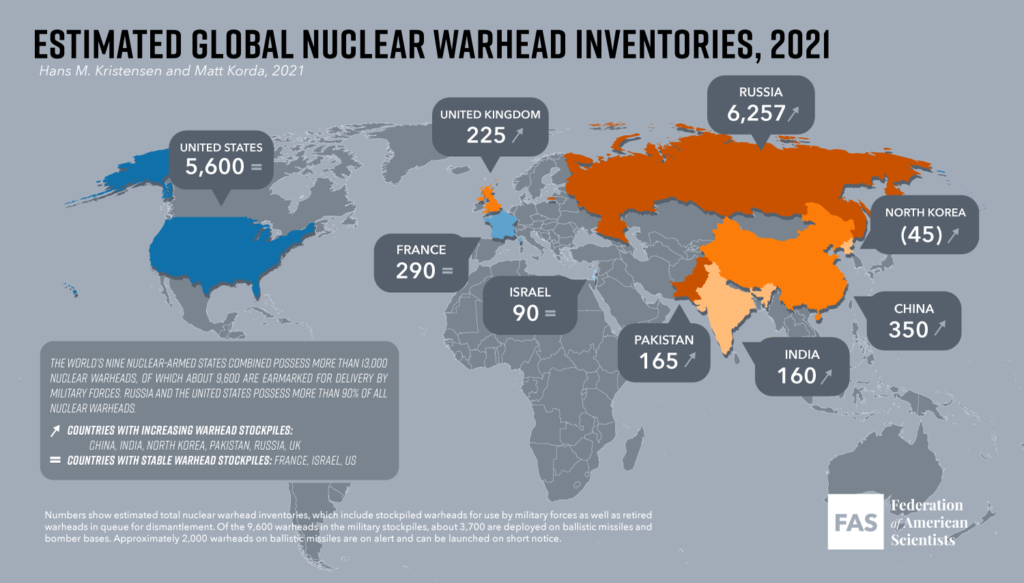 ESTIMATED GLOBAL NUCLEAR WARHEAD INVENTORIES, 2021
Hans M. Kristensen and Matt Korda, 2021
RUSSIA
6,257 ↗
UNITED KINGDOM
225 ↗
UNITED STATES
5,600 =
NORTH KOREA
(45) ↗
FRANCE
290 =
ISRAEL
90 =
CHINA
350 ↗
PAKISTAN
165 ↗
INDIA
160 ↗
THE WORLD'S NINE NUCLEAR-ARMED STATES COMBINED POSSESS MORE THAN 13,000
NUCLEAR WARHEADS, OF WHICH ABOUT 9,600 ARE EARMARKED FOR DELIVERY BY
MILITARY FORCES. RUSSIA AND THE UNITED STATES POSSESS MORE THAN 90% OF ALL
NUCLEAR WARHEADS.
↗ COUNTRIES WITH INCREASING WARHEAD STOCKPILES:
CHINA, INDIA, NORTH KOREA, PAKISTAN, RUSSIA, UK
= COUNTRIES WITH STABLE WARHEAD STOCKPILES: FRANCE, ISRAEL, US
Numbers show estimated total nuclear warhead inventories, which include stockpiled warheads for use by military forces as well as retired
warheads in queue for dismantlement. Of the 9,600 warheads in the military stockpiles, about 3,700 are deployed on ballistic missiles and
bomber bases. Approximately 2,000 warheads on ballistic missiles are on alert and can be launched on short notice.
FAS
Federation
of American
Scientists